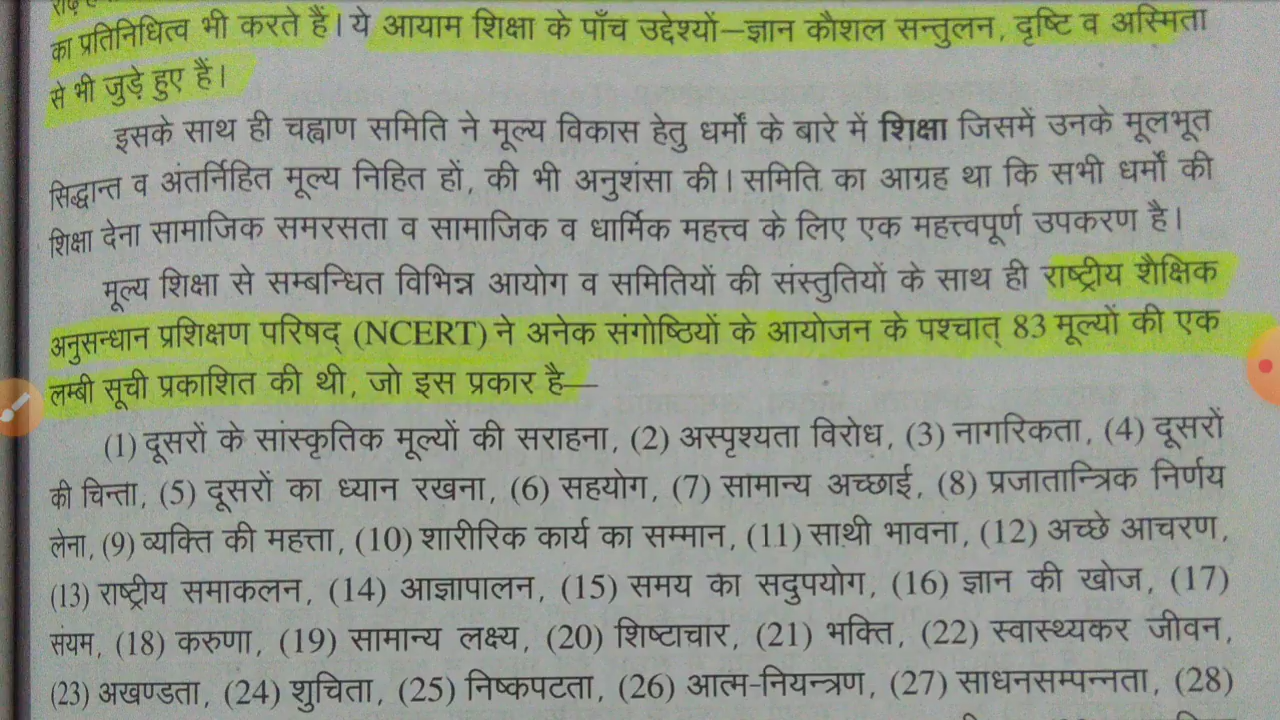 का प्रतिनिधित्व भी करते हैं। ये आयाम शिक्षा के पाँच उद्देश्यों—ज्ञान कौशल सन्तुलन, दृष्टि व अस्मिता
से भी जुड़े हुए हैं।
इसके साथ ही चह्वाण समिति ने मूल्य विकास हेतु धर्मों के बारे में शिक्षा जिसमें उनके मूलभूत
सिद्धान्त व अंतर्निहित मूल्य निहित हों, की भी अनुशंसा की। समिति का आग्रह था कि सभी धर्मों की
शिक्षा देना सामाजिक समरसता व सामाजिक व धार्मिक महत्त्व के लिए एक महत्त्वपूर्ण उपकरण है।
मूल्य शिक्षा से सम्बन्धित विभिन्न आयोग व समितियों की संस्तुतियों के साथ ही राष्ट्रीय शैक्षिक
अनुसन्धान प्रशिक्षण परिषद् (NCERT) ने अनेक संगोष्ठियों के आयोजन के पश्चात् 83 मूल्यों की एक
लम्बी सूची प्रकाशित की थी, जो इस प्रकार है—
(1) दूसरों के सांस्कृतिक मूल्यों की सराहना, (2) अस्पृश्यता विरोध, (3) नागरिकता, (4) दूसरों
की चिन्ता, (5) दूसरों का ध्यान रखना, (6) सहयोग, (7) सामान्य अच्छाई, (8) प्रजातान्त्रिक निर्णय
लेना, (9) व्यक्ति की महत्ता, (10) शारीरिक कार्य का सम्मान, (11) साथी भावना, (12) अच्छे आचरण,
(13) राष्ट्रीय समाकलन, (14) आज्ञापालन, (15) समय का सदुपयोग, (16) ज्ञान की खोज, (17)
संयम, (18) करुणा, (19) सामान्य लक्ष्य, (20) शिष्टाचार, (21) भक्ति, (22) स्वास्थ्यकर जीवन,
(23) अखण्डता, (24) शुचिता, (25) निष्कपटता, (26) आत्म-नियन्त्रण, (27) साधनसम्पन्नता, (28)